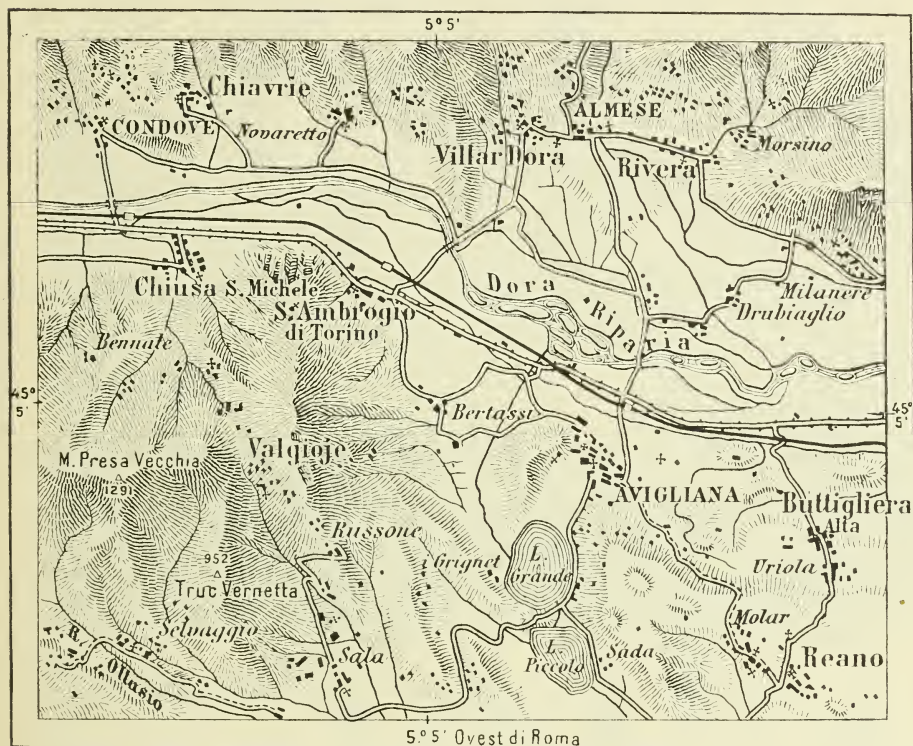 5° 5'
Chiavrie
CONDOVE
Novaretto
ALMESE
Villar Dora
Rivera
Morsino
Chiusa S. Michele
S. Ambrogio
di Torino
Dora
Riparia
Milanere
Drubiaglio
Bennale
45°
5'
45°
5'
Bertassi
Valgioje
M. Presa Vecchia
1291
AVIGLIANA
Buttigliera
Alta
Russone
952
Truc Vernetta
Grignet
L.
Grande
Uriola
Selvaggio
Molar
R.
Ollasio
Sala
L.
Piccolo
Sada
Reano
5° 5' Ovest di Roma